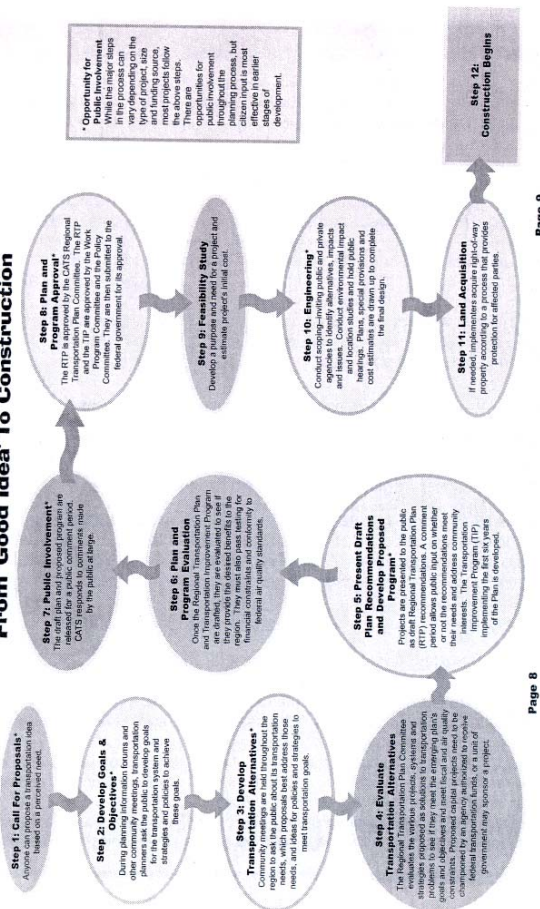 From 'Good Idea' To Construction
Step 1: Call For Proposals*
Anyone can propose a transportation idea
based on a perceived need.
Step 2: Develop Goals &
Objectives*
During planning information forums and
other community meetings, transportation
planners ask the public to develop goals
for the transportation system and
strategies and policies to achieve
these goals.
Step 3: Develop
Transportation Alternatives*
Community meetings are held throughout the
region to ask the public about its transportation
needs, which proposals best address those
needs, and ideas for policies and strategies to
meet transportation goals.
Step 4: Evaluate
Transportation Alternatives
The Regional Transportation Plan Committee
evaluates the various projects, systems and
strategies proposed as solutions to transportation
problems to see if they meet the emerging plan's
goals and objectives and meet fiscal and air quality
constraints. Proposed capital projects need to be
championed by an agency authorized to receive
federal transportation funds, or a unit of
government may sponsor a project.
Step 5: Present Draft
Plan Recommendations
and Develop Proposed
Program*
Projects are presented to the public
as draft Regional Transportation Plan
(RTP) recommendations. A comment
period allows public input on whether
or not the recommendations meet
their needs and address community
interests. The Transportation
Improvement Program (TIP)
implementing the first six years
of the Plan is developed.
Step 6: Plan and
Program Evaluation
Once the Regional Transportation Plan
and Transportation Improvement Program
are drafted, they are evaluated to see if
they provide the desired benefits to the
region. They must also pass testing for
financial constraints and conformity to
federal air quality standards.
Step 7: Public Involvement*
The draft plan and proposed program are
released for a public comment period.
CATS responds to comments made
by the public at large.
Step 8: Plan and
Program Approval*
The RTP is approved by the CATS Regional
Transportation Plan Committee. The RTP
and the TIP are approved by the Work
Program Committee and the Policy
Committee. They are then submitted to the
federal government for its approval.
Step 9: Feasibility Study
Develop a purpose and need for a project and
estimate project's initial cost.
Step 10: Engineering*
Conduct scoping—inviting public and private
agencies to identify alternatives, impacts
and issues. Conduct environmental impact
and location studies and hold public
hearings. Plans, special provisions and
cost estimates are drawn up to complete
the final design.
Step 11: Land Acquisition
If needed, implementers acquire right-of-way
property according to a process that provides
protection for affected parties.
Step 12:
Construction Begins
* Opportunity for
Public Involvement
While the major steps
in the process can
vary depending on the
type of project, size
and funding source,
most projects follow
the above steps.
There are
opportunities for
public involvement
throughout the
planning process, but
citizen input is most
effective in earlier
stages of
development.
Page 8
Page 9